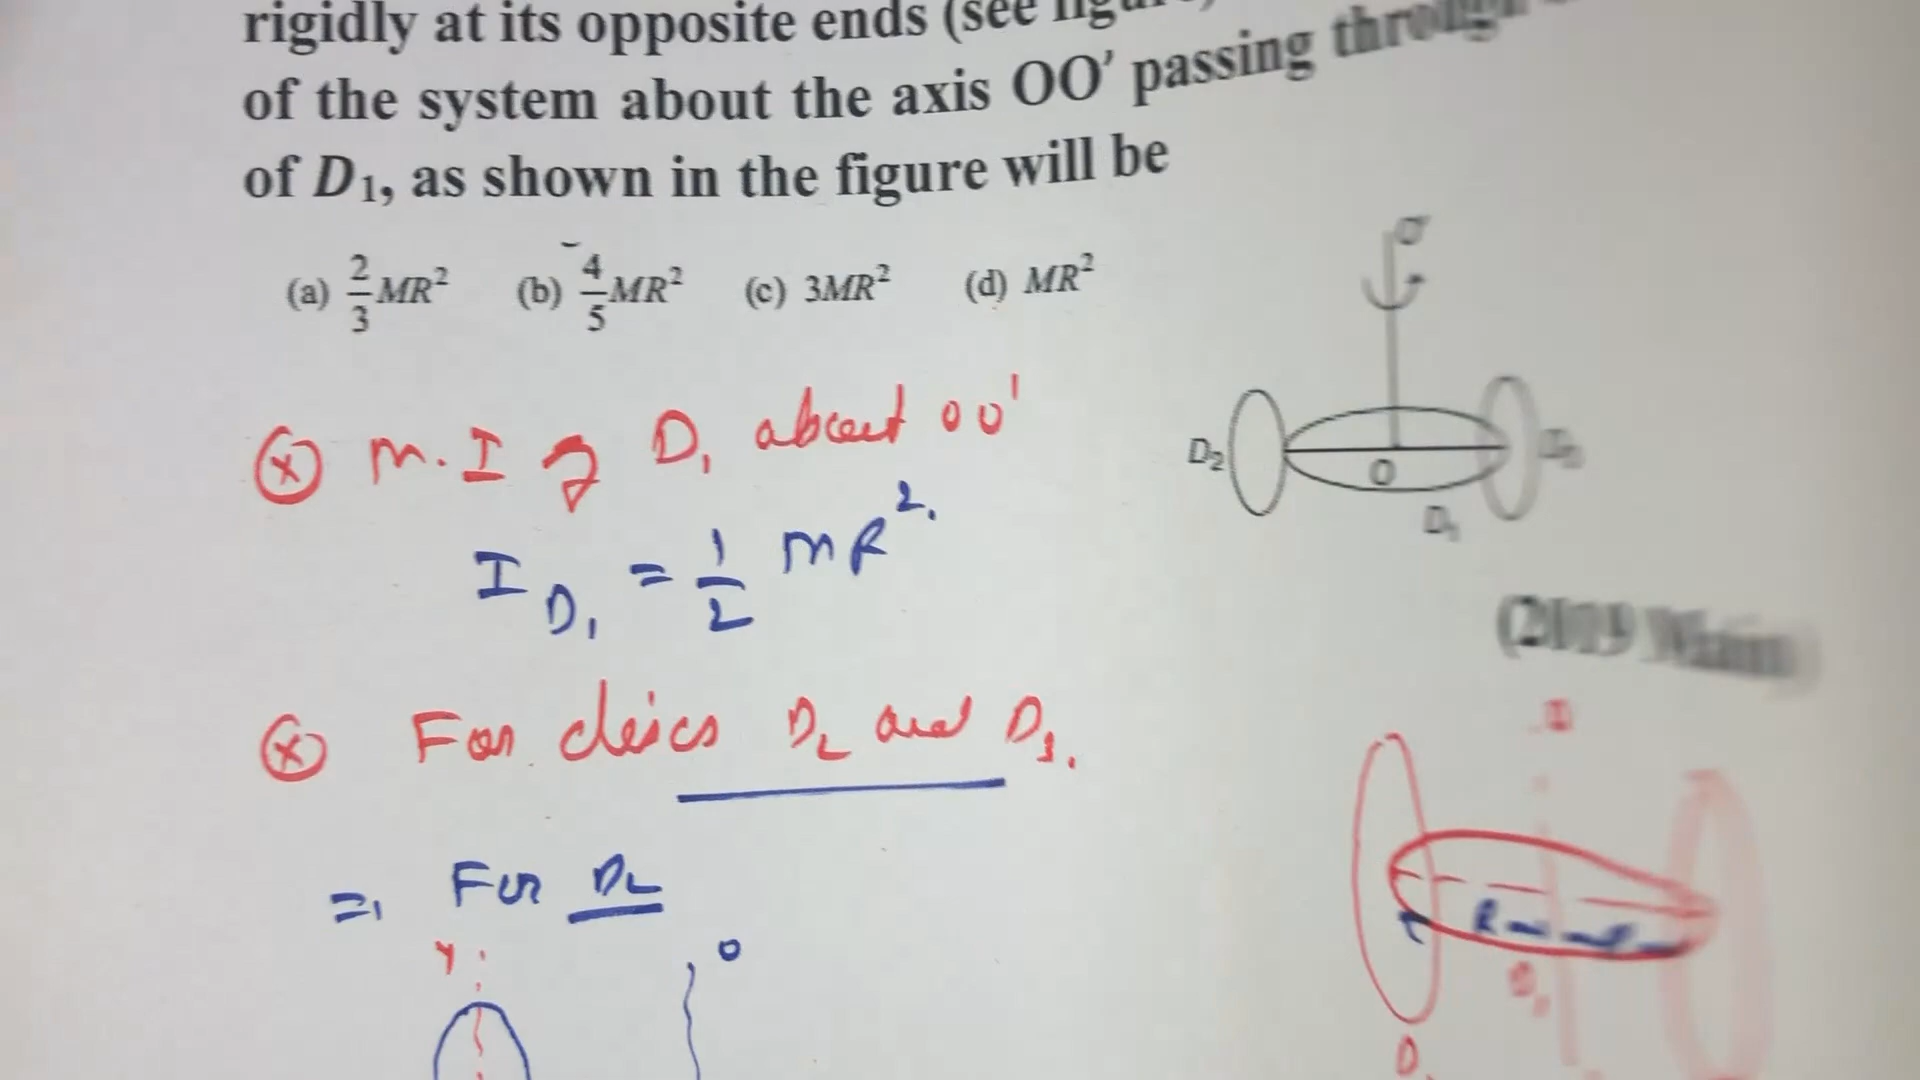 rigidly at its opposite ends (see
of the system about the axis OO′ passing through
of D₁, as shown in the figure will be
(a) 2/3 MR² (b) 4/5 MR² (c) 3MR² (d) MR²
O'
D₂
O
D₁
M. I of D₁ about OO'
I D₁ = 1/2 MR².
(2019
For discs D₂ and D₃.
⇒ For D₂
R
Y
O
D